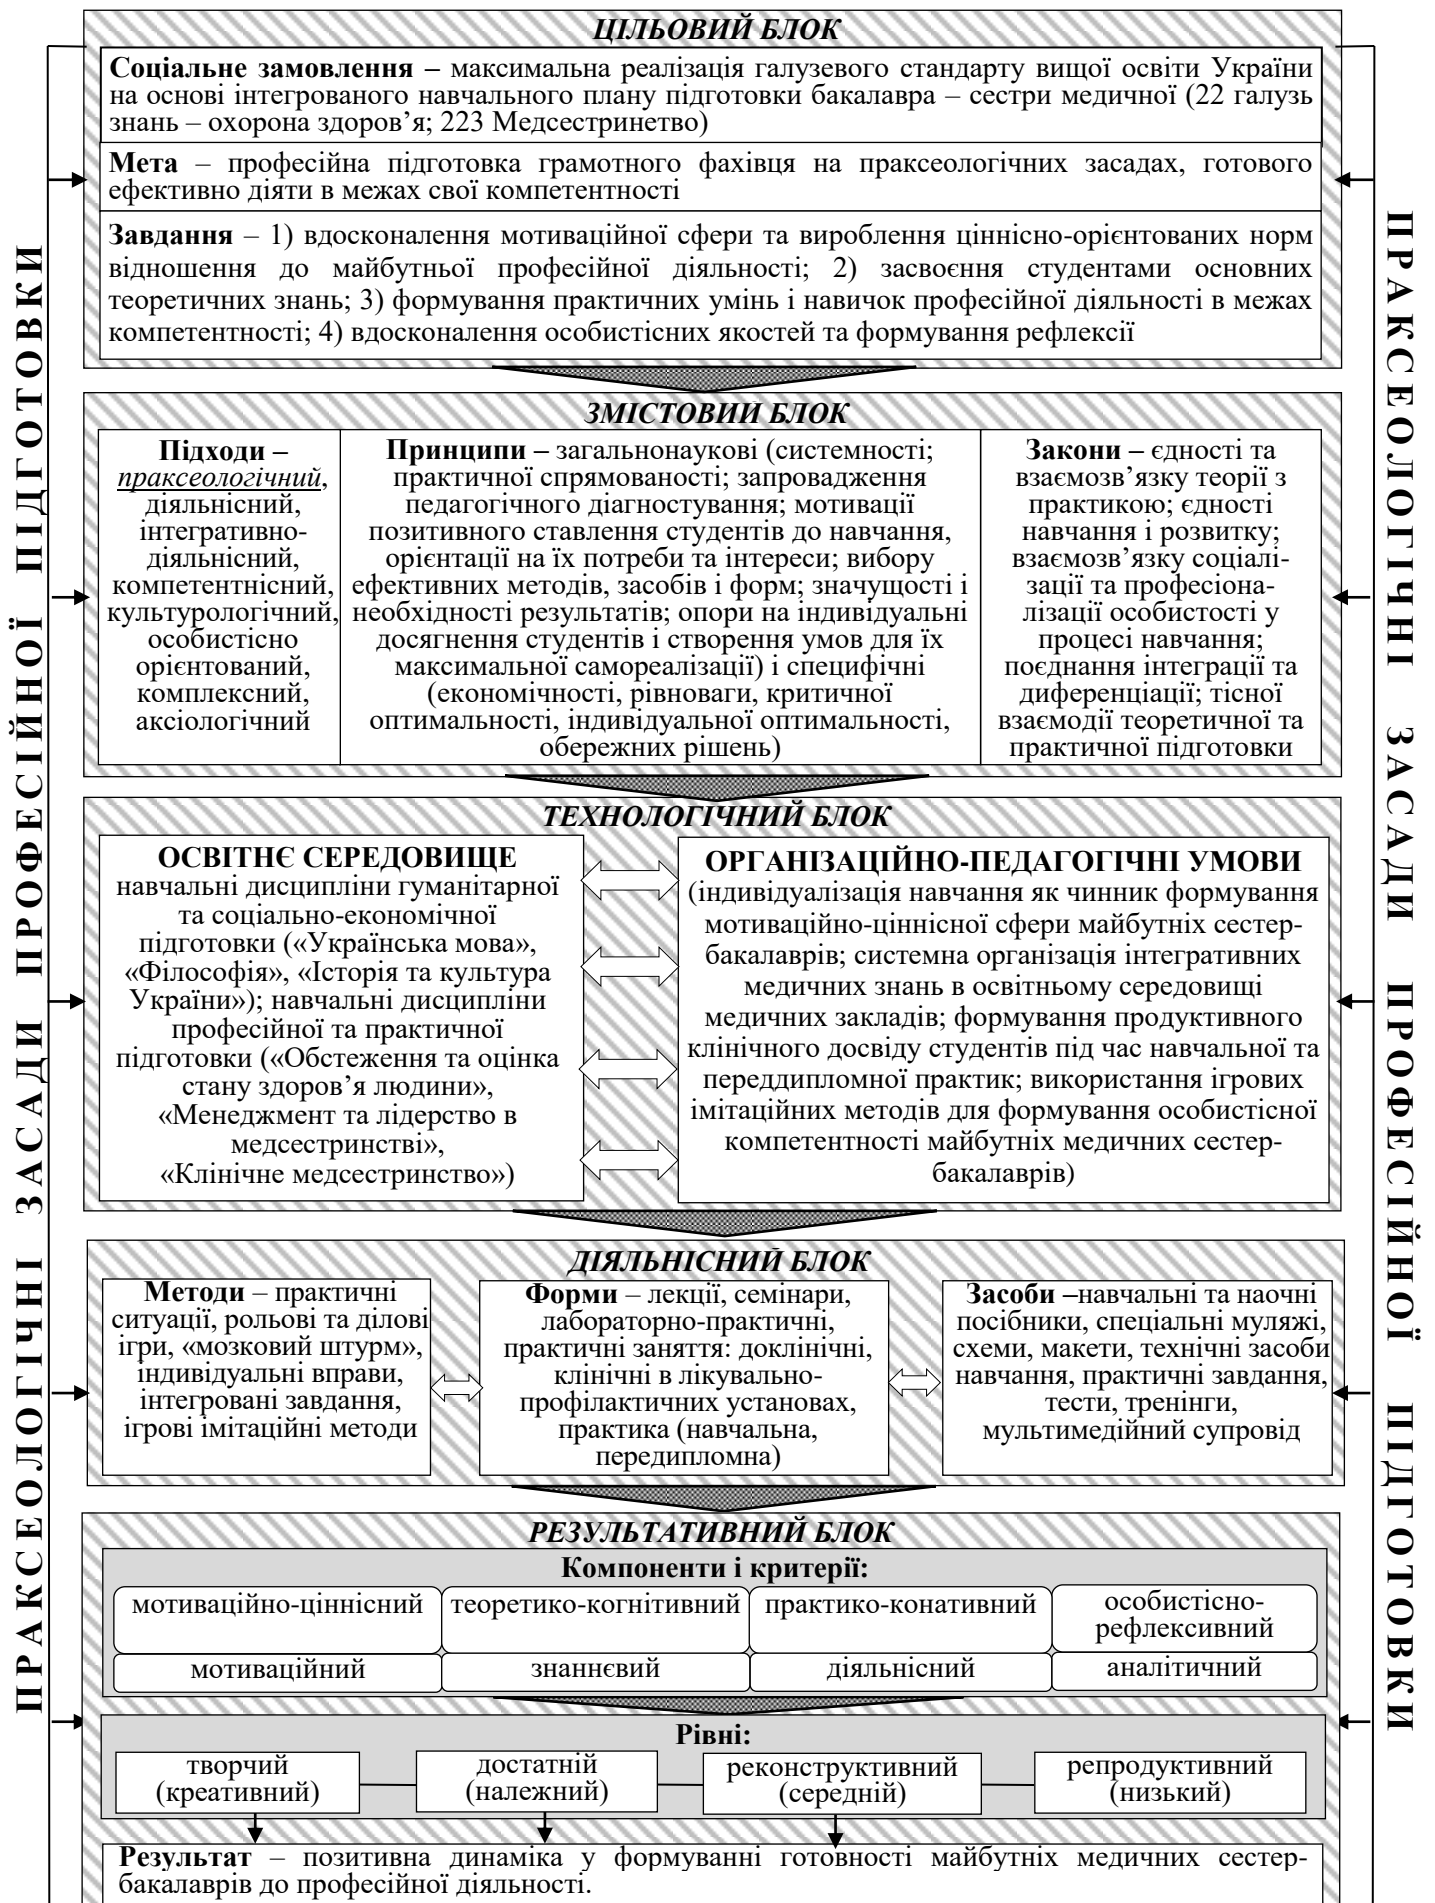 ЦІЛЬОВИЙ БЛОК
Соціальне замовлення – максимальна реалізація галузевого стандарту вищої освіти України
на основі інтегрованого навчального плану підготовки бакалавра – сестри медичної (22 галузь
знань – охорона здоров’я; 223 Медсестринетво)
Мета – професійна підготовка грамотного фахівця на праксеологічних засадах, готового
ефективно діяти в межах свої компетентності
Завдання – 1) вдосконалення мотиваційної сфери та вироблення ціннісно-орієнтованих норм
відношення до майбутньої професійної діяльності; 2) засвоєння студентами основних
теоретичних знань; 3) формування практичних умінь і навичок професійної діяльності в межах
компетентності; 4) вдосконалення особистісних якостей та формування рефлексії
ПРАКСЕОЛОГІЧНІ ЗАСАДИ ПРОФЕСІЙНОЇ ПІДГОТОВКИ
ПРАКСЕОЛОГІЧНІ ЗАСАДИ ПРОФЕСІЙНОЇ ПІДГОТОВКИ
ЗМІСТОВИЙ БЛОК
Підходи –
праксеологічний,
діяльнісний,
інтегративно-
діяльнісний,
компетентнісний,
культурологічний,
особистісно
орієнтований,
комплексний,
аксіологічний
Принципи – загальнонаукові (системності;
практичної спрямованості; запровадження
педагогічного діагностування; мотивації
позитивного ставлення студентів до навчання,
орієнтації на їх потреби та інтереси; вибору
ефективних методів, засобів і форм; значущості і
необхідності результатів; опори на індивідуальні
досягнення студентів і створення умов для їх
максимальної самореалізації) і специфічні
(економічності, рівноваги, критичної
оптимальності, індивідуальної оптимальності,
обережних рішень)
Закони – єдності та
взаємозв’язку теорії з
практикою; єдності
навчання і розвитку;
взаємозв’язку соціалі-
зації та професіона-
лізації особистості у
процесі навчання;
поєднання інтеграції та
диференціації; тісної
взаємодії теоретичної та
практичної підготовки
ТЕХНОЛОГІЧНИЙ БЛОК
ОСВІТНЄ СЕРЕДОВИЩЕ
навчальні дисципліни гуманітарної
та соціально-економічної
підготовки («Українська мова»,
«Філософія», «Історія та культура
України»); навчальні дисципліни
професійної та практичної
підготовки («Обстеження та оцінка
стану здоров’я людини»,
«Менеджмент та лідерство в
медсестринстві»,
«Клінічне медсестринство»)
ОРГАНІЗАЦІЙНО-ПЕДАГОГІЧНІ УМОВИ
(індивідуалізація навчання як чинник формування
мотиваційно-ціннісної сфери майбутніх сестер-
бакалаврів; системна організація інтегративних
медичних знань в освітньому середовищі
медичних закладів; формування продуктивного
клінічного досвіду студентів під час навчальної та
переддипломної практик; використання ігрових
імітаційних методів для формування особистісної
компетентності майбутніх медичних сестер-
бакалаврів)
ДІЯЛЬНІСНИЙ БЛОК
Методи – практичні
ситуації, рольові та ділові
ігри, «мозковий штурм»,
індивідуальні вправи,
інтегровані завдання,
ігрові імітаційні методи
Форми – лекції, семінари,
лабораторно-практичні,
практичні заняття: доклінічні,
клінічні в лікувально-
профілактичних установах,
практика (навчальна,
передипломна)
Засоби –навчальні та наочні
посібники, спеціальні муляжі,
схеми, макети, технічні засоби
навчання, практичні завдання,
тести, тренінги,
мультимедійний супровід
РЕЗУЛЬТАТИВНИЙ БЛОК
Компоненти і критерії:
мотиваційно-ціннісний
теоретико-когнітивний
практико-конативний
особистісно-
рефлексивний
мотиваційний
знаннєвий
діяльнісний
аналітичний
Рівні:
творчий
(креативний)
достатній
(належний)
реконструктивний
(середній)
репродуктивний
(низький)
Результат – позитивна динаміка у формуванні готовності майбутніх медичних сестер-
бакалаврів до професійної діяльності.